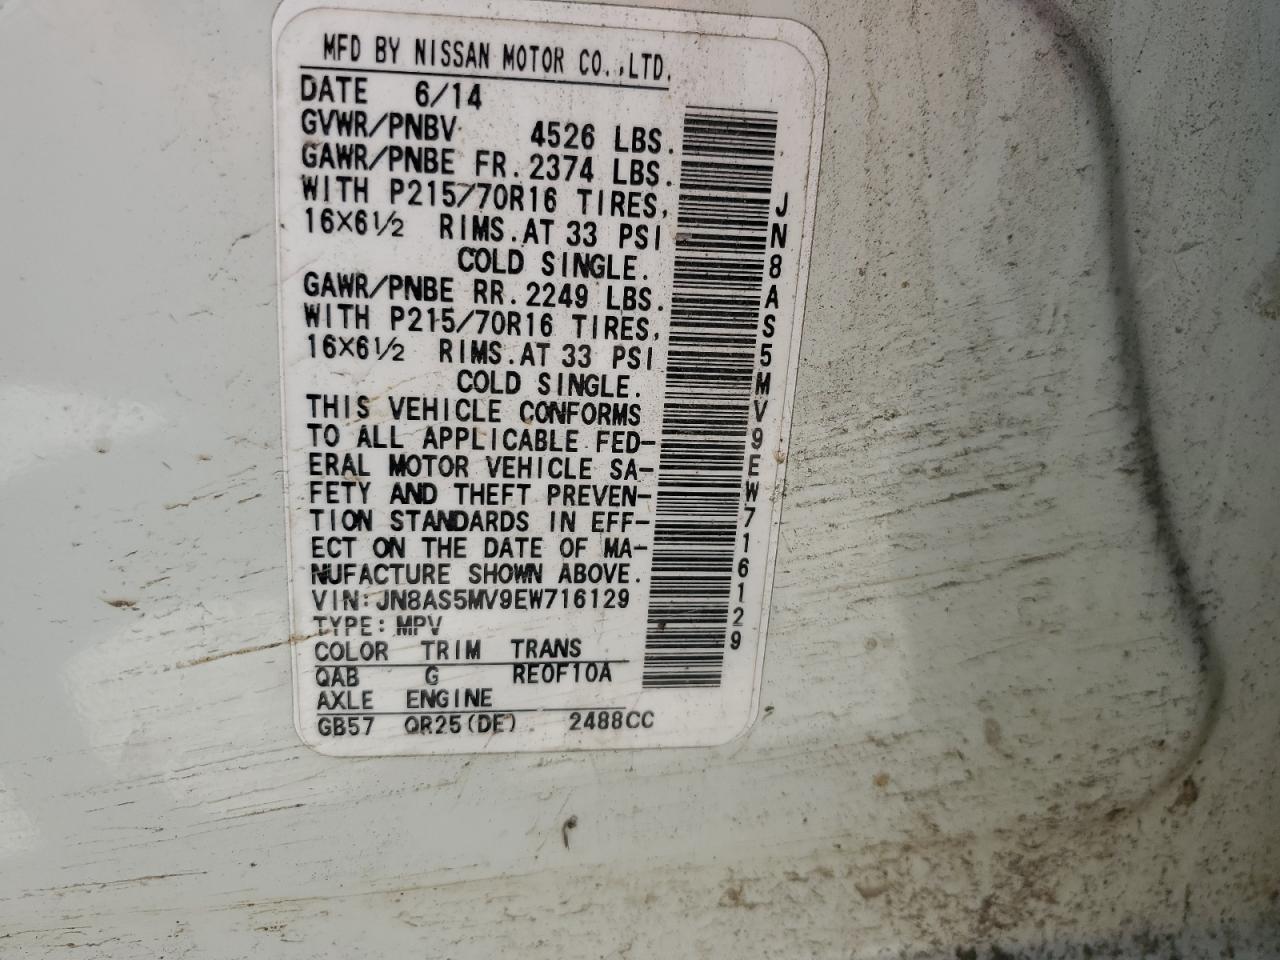 MFD BY NISSAN MOTOR CO.,LTD.
DATE 6/14
GVWR/PNBV 4526 LBS.
GAWR/PNBE FR. 2374 LBS.
WITH P215/70R16 TIRES,
16×6½ RIMS.AT 33 PSI
COLD SINGLE.
GAWR/PNBE RR. 2249 LBS.
WITH P215/70R16 TIRES,
16×6½ RIMS.AT 33 PSI
COLD SINGLE.
THIS VEHICLE CONFORMS
TO ALL APPLICABLE FED-
ERAL MOTOR VEHICLE SA-
FETY AND THEFT PREVEN-
TION STANDARDS IN EFF-
ECT ON THE DATE OF MA-
NUFACTURE SHOWN ABOVE.
VIN:JN8AS5MV9EW716129
TYPE:MPV
COLOR TRIM TRANS
QAB G RE0F10A
AXLE ENGINE
GB57 QR25(DE) 2488CC
JN8AS5MV9EW716129